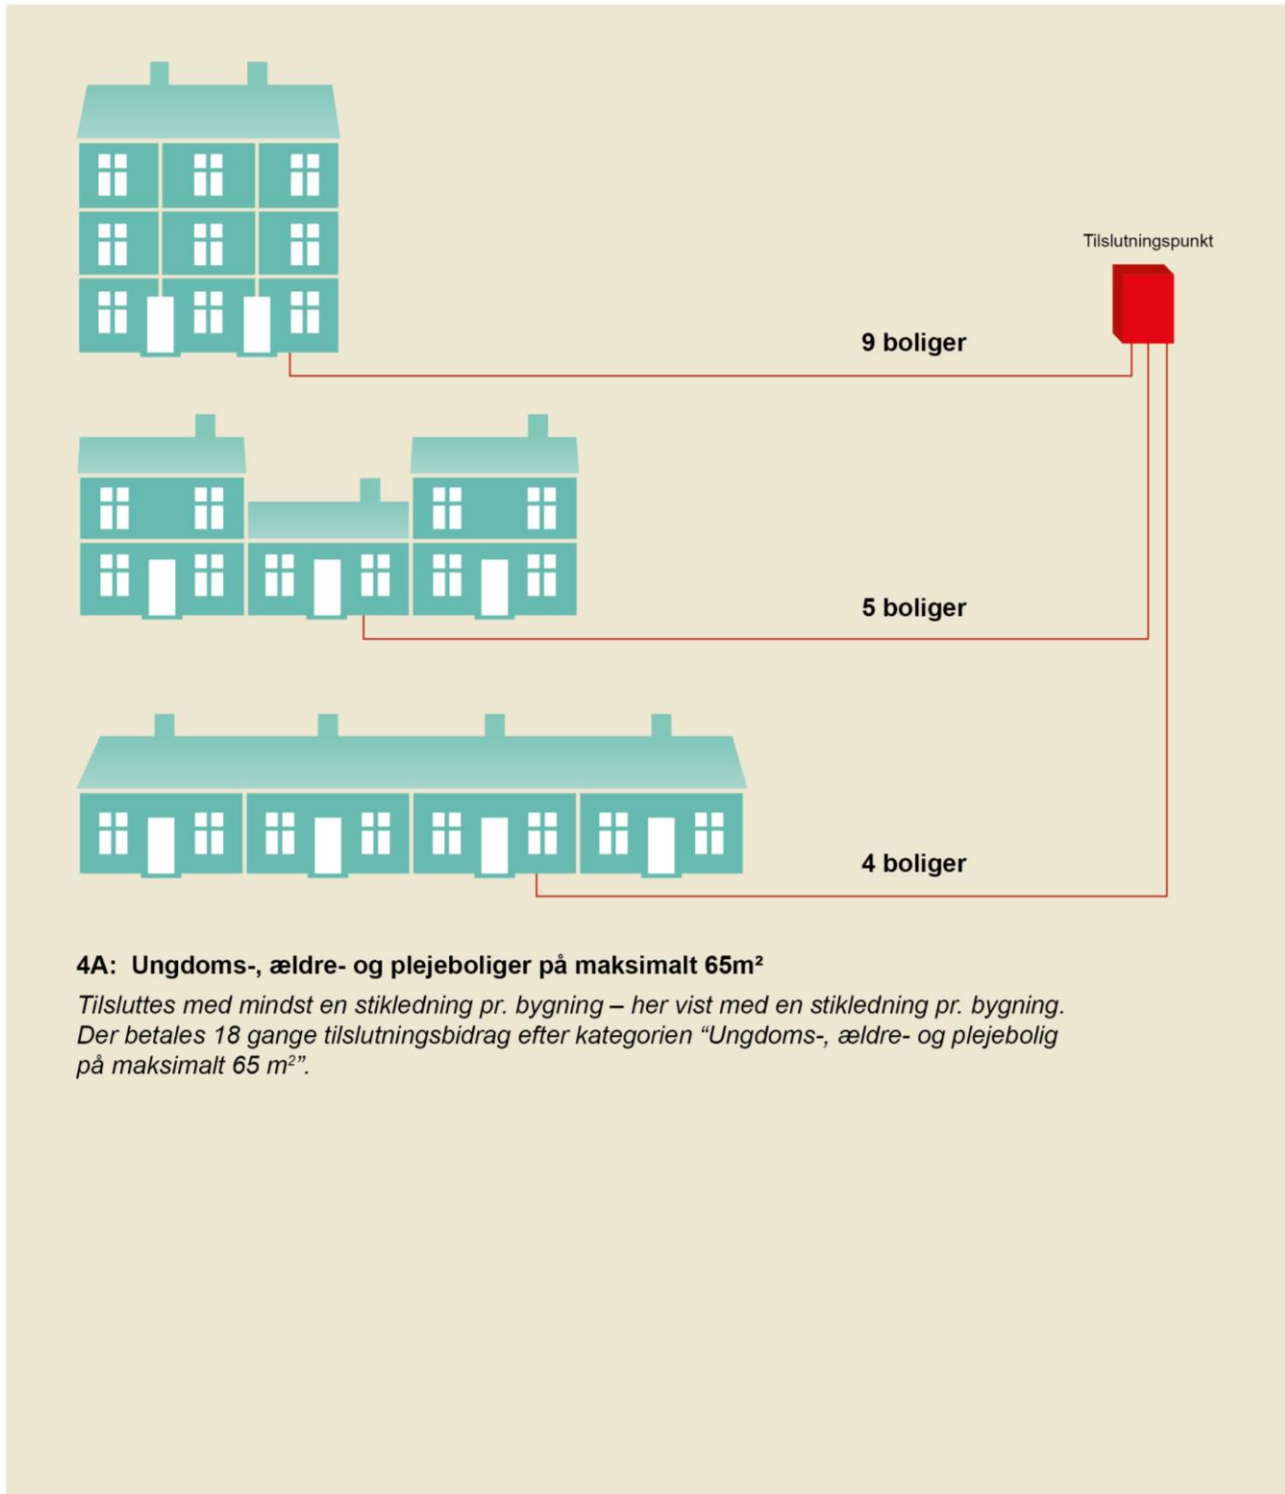 Tilslutningspunkt
9 boliger
5 boliger
4 boliger
4A: Ungdoms-, ældre- og plejeboliger på maksimalt 65m²
Tilsluttes med mindst en stikledning pr. bygning – her vist med en stikledning pr. bygning.
Der betales 18 gange tilslutningsbidrag efter kategorien “Ungdoms-, ældre- og plejebolig
på maksimalt 65 m²”.